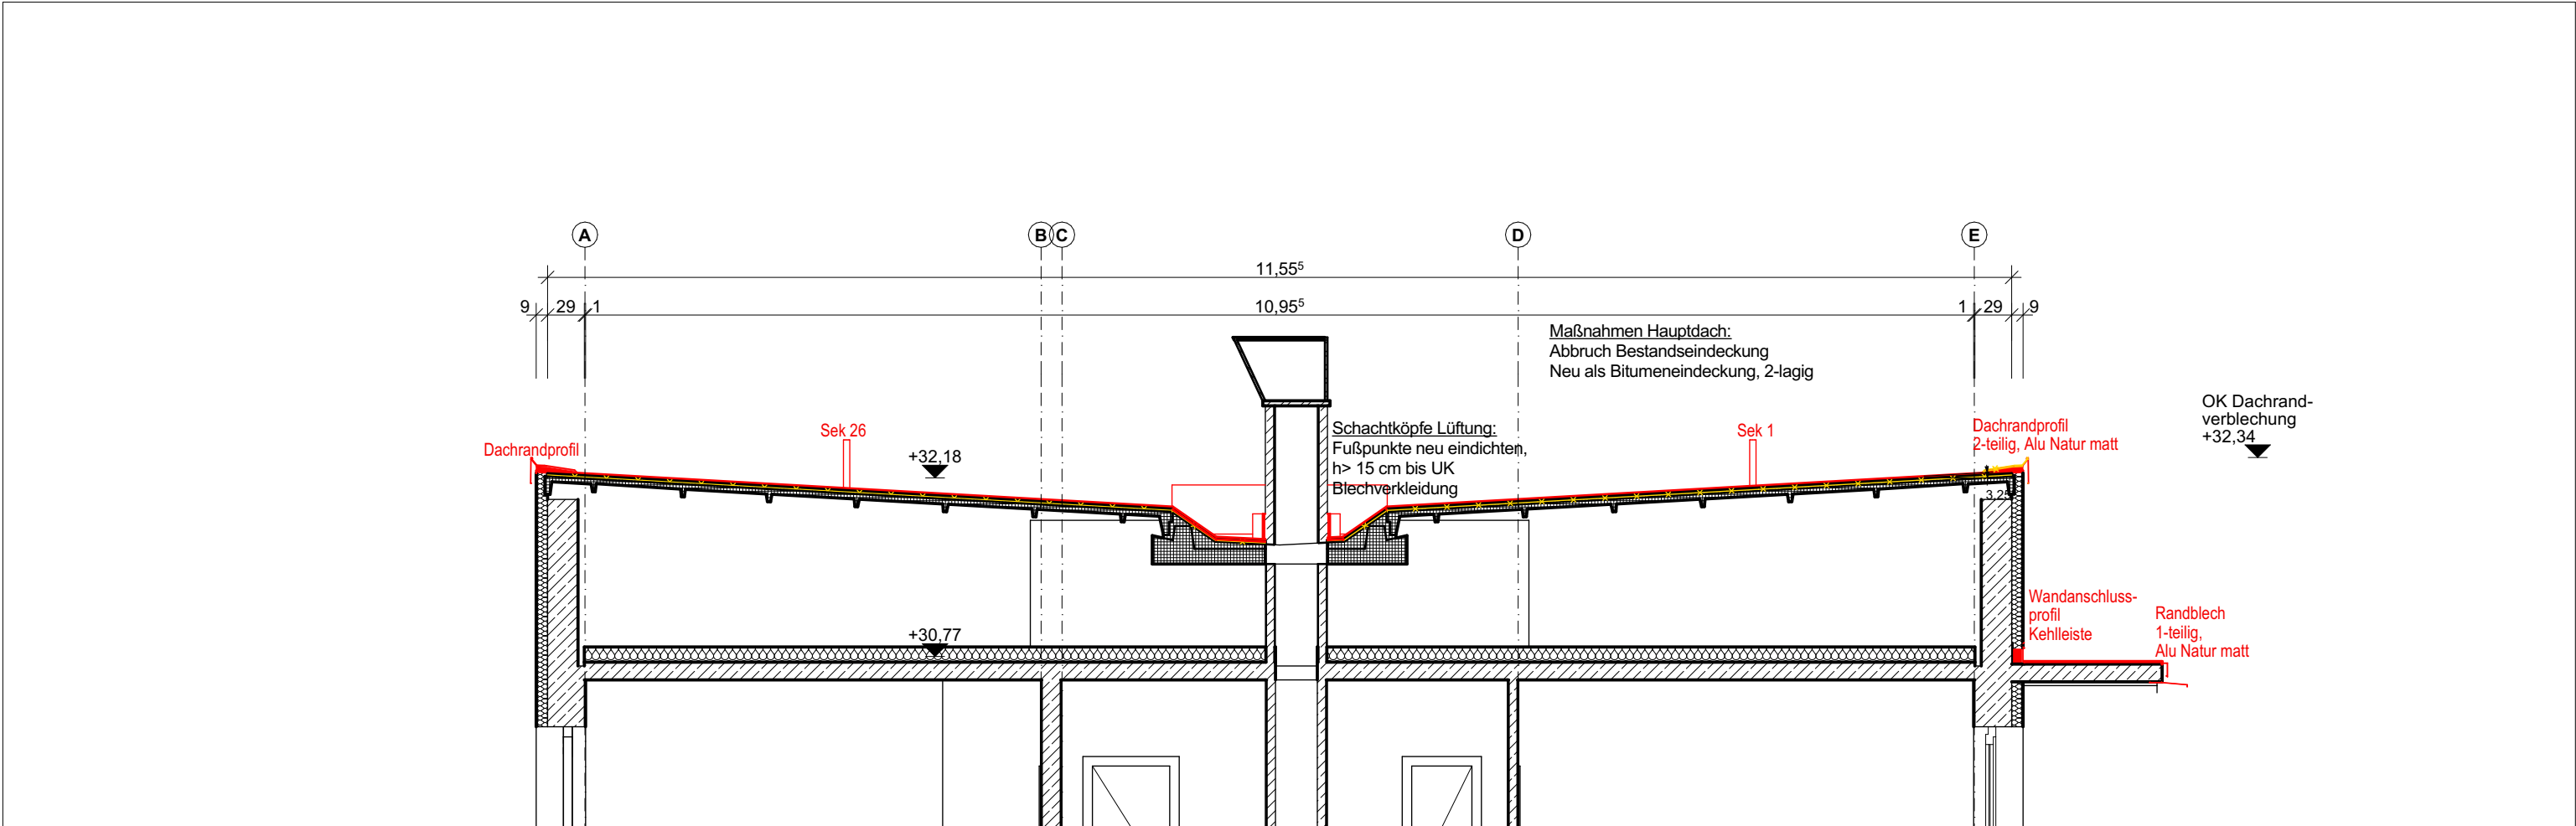 A
B
C
D
E
11,55⁵
9
29
1
10,95⁵
1
29
9
Maßnahmen Hauptdach:
Abbruch Bestandseindeckung
Neu als Bitumeneindeckung, 2-lagig
OK Dachrand-
verblechung
+32,34
Schachtköpfe Lüftung:
Fußpunkte neu eindichten,
h> 15 cm bis UK
Blechverkleidung
Dachrandprofil
Sek 26
+32,18
Sek 1
Dachrandprofil
2-teilig, Alu Natur matt
3,25
Wandanschluss-
profil
Kehlleiste
Randblech
1-teilig,
Alu Natur matt
+30,77